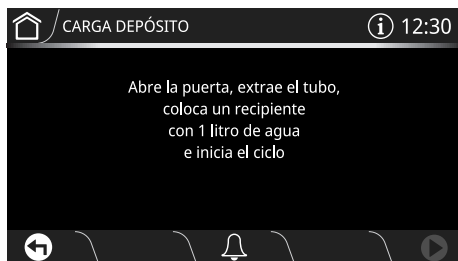 CARGA DEPÓSITO
i 12:30
Abre la puerta, extrae el tubo,
coloca un recipiente
con 1 litro de agua
e inicia el ciclo